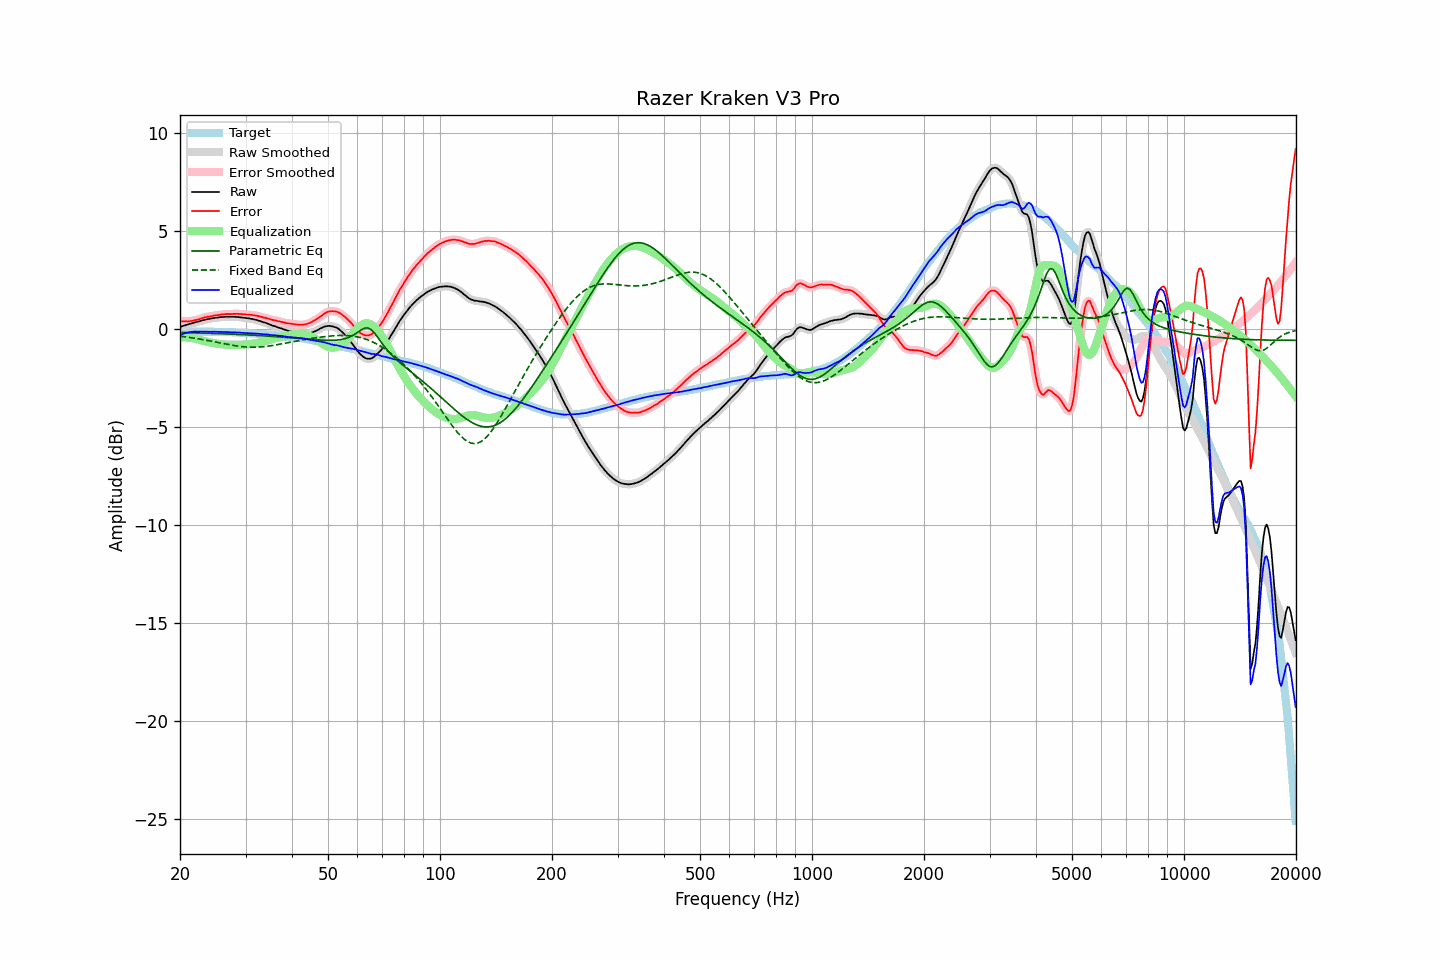 Razer Kraken V3 Pro
Target
Raw Smoothed
Error Smoothed
Raw
Error
Equalization
Parametric Eq
Fixed Band Eq
Equalized
Amplitude (dBr)
10
5
0
−5
−10
−15
−20
−25
20 50 100 200 500 1000 2000 5000 10000 20000
Frequency (Hz)